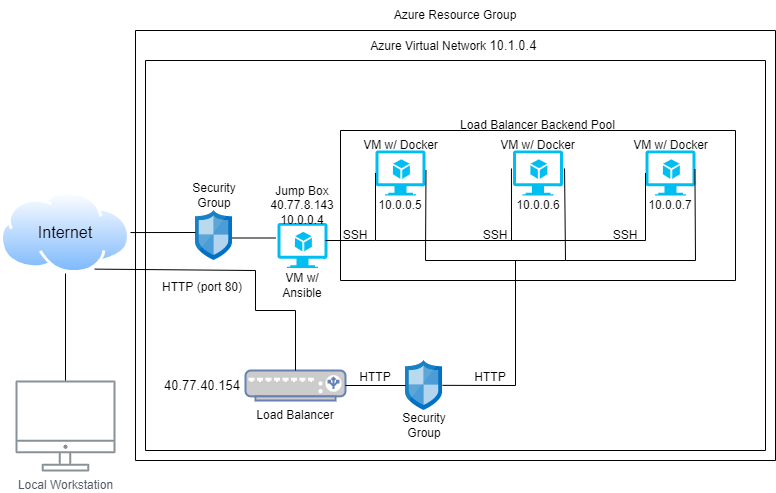 Azure Resource Group
Azure Virtual Network 10.1.0.4
Load Balancer Backend Pool
VM w/ Docker
VM w/ Docker
VM w/ Docker
10.0.0.5
10.0.0.6
10.0.0.7
Security
Group
Jump Box
40.77.8.143
10.0.0.4
Internet
SSH
SSH
SSH
VM w/
Ansible
HTTP (port 80)
40.77.40.154
HTTP
HTTP
Load Balancer
Security
Group
Local Workstation